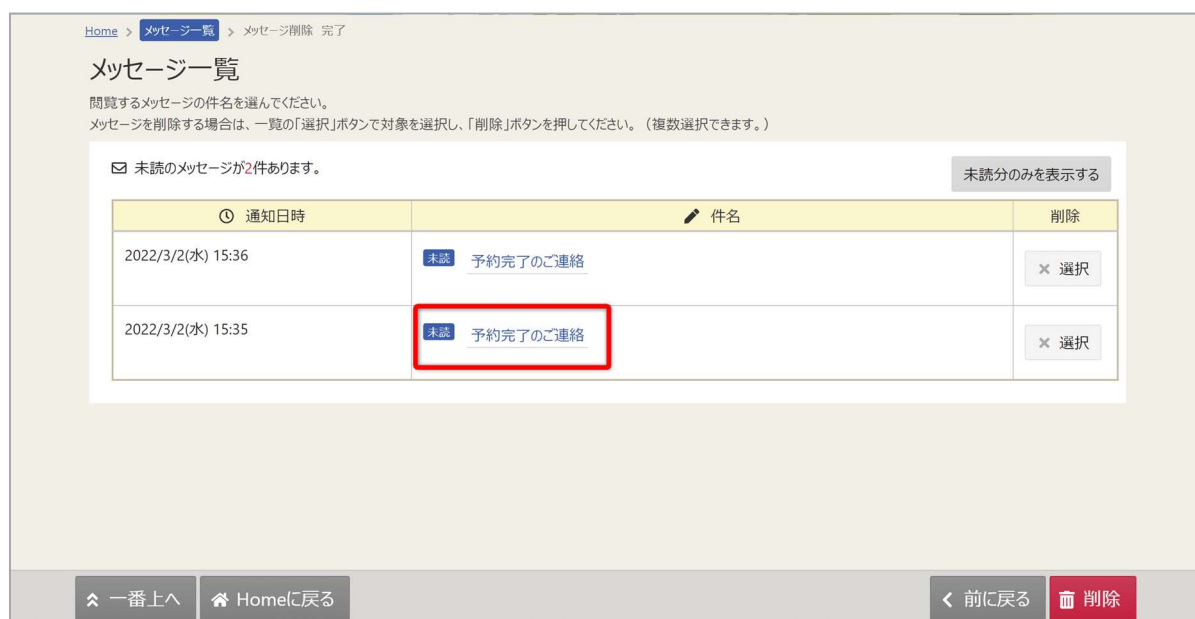 Home > メッセージ一覧 > メッセージ削除 完了
メッセージ一覧
閲覧するメッセージの件名を選んでください。
メッセージを削除する場合は、一覧の「選択」ボタンで対象を選択し、「削除」ボタンを押してください。（複数選択できます。）
未読のメッセージが2件あります。 未読分のみを表示する
通知日時 件名 削除
2022/3/2(水) 15:36 未読 予約完了のご連絡 × 選択
2022/3/2(水) 15:35 未読 予約完了のご連絡 × 選択
一番上へ Homeに戻る 前に戻る 削除